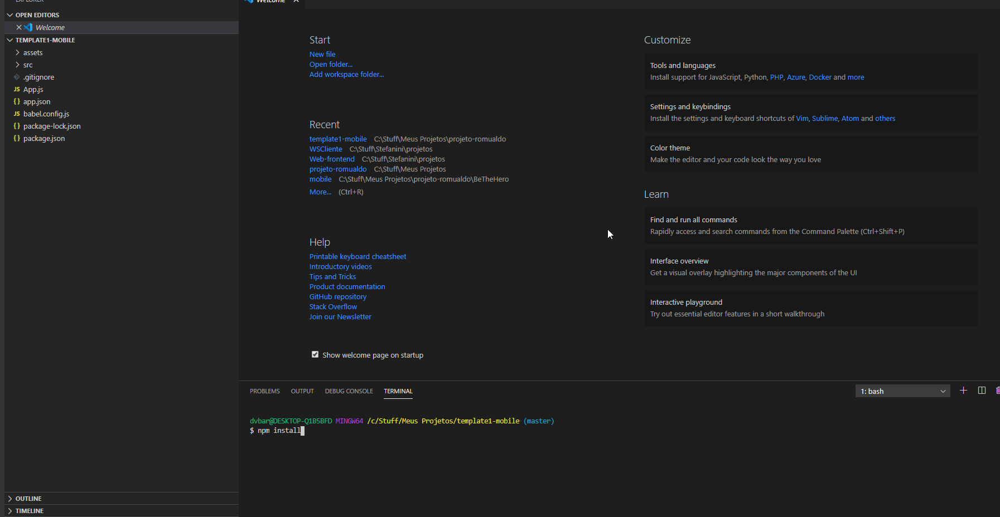 EXPLORER
OPEN EDITORS
Welcome
TEMPLATE1-MOBILE
assets
src
.gitignore
JS App.js
{} app.json
JS babel.config.js
{} package-lock.json
{} package.json
OUTLINE
TIMELINE
Welcome
Start
New file
Open folder...
Add workspace folder...
Recent
template1-mobile C:\Stuff\Meus Projetos\projeto-romualdo
WSCliente C:\Stuff\Stefanini\projetos
Web-frontend C:\Stuff\Stefanini\projetos
projeto-romualdo C:\Stuff\Meus Projetos
mobile C:\Stuff\Meus Projetos\projeto-romualdo\BeTheHero
More... (Ctrl+R)
Help
Printable keyboard cheatsheet
Introductory videos
Tips and Tricks
Product documentation
GitHub repository
Stack Overflow
Join our Newsletter
Show welcome page on startup
Customize
Tools and languages
Install support for JavaScript, Python, PHP, Azure, Docker and more
Settings and keybindings
Install the settings and keyboard shortcuts of Vim, Sublime, Atom and others
Color theme
Make the editor and your code look the way you love
Learn
Find and run all commands
Rapidly access and search commands from the Command Palette (Ctrl+Shift+P)
Interface overview
Get a visual overlay highlighting the major components of the UI
Interactive playground
Try out essential editor features in a short walkthrough
PROBLEMS OUTPUT DEBUG CONSOLE TERMINAL
1: bash
dvbar@DESKTOP-Q1B5BFD MINGW64 /c/Stuff/Meus Projetos/template1-mobile (master)
$ npm install